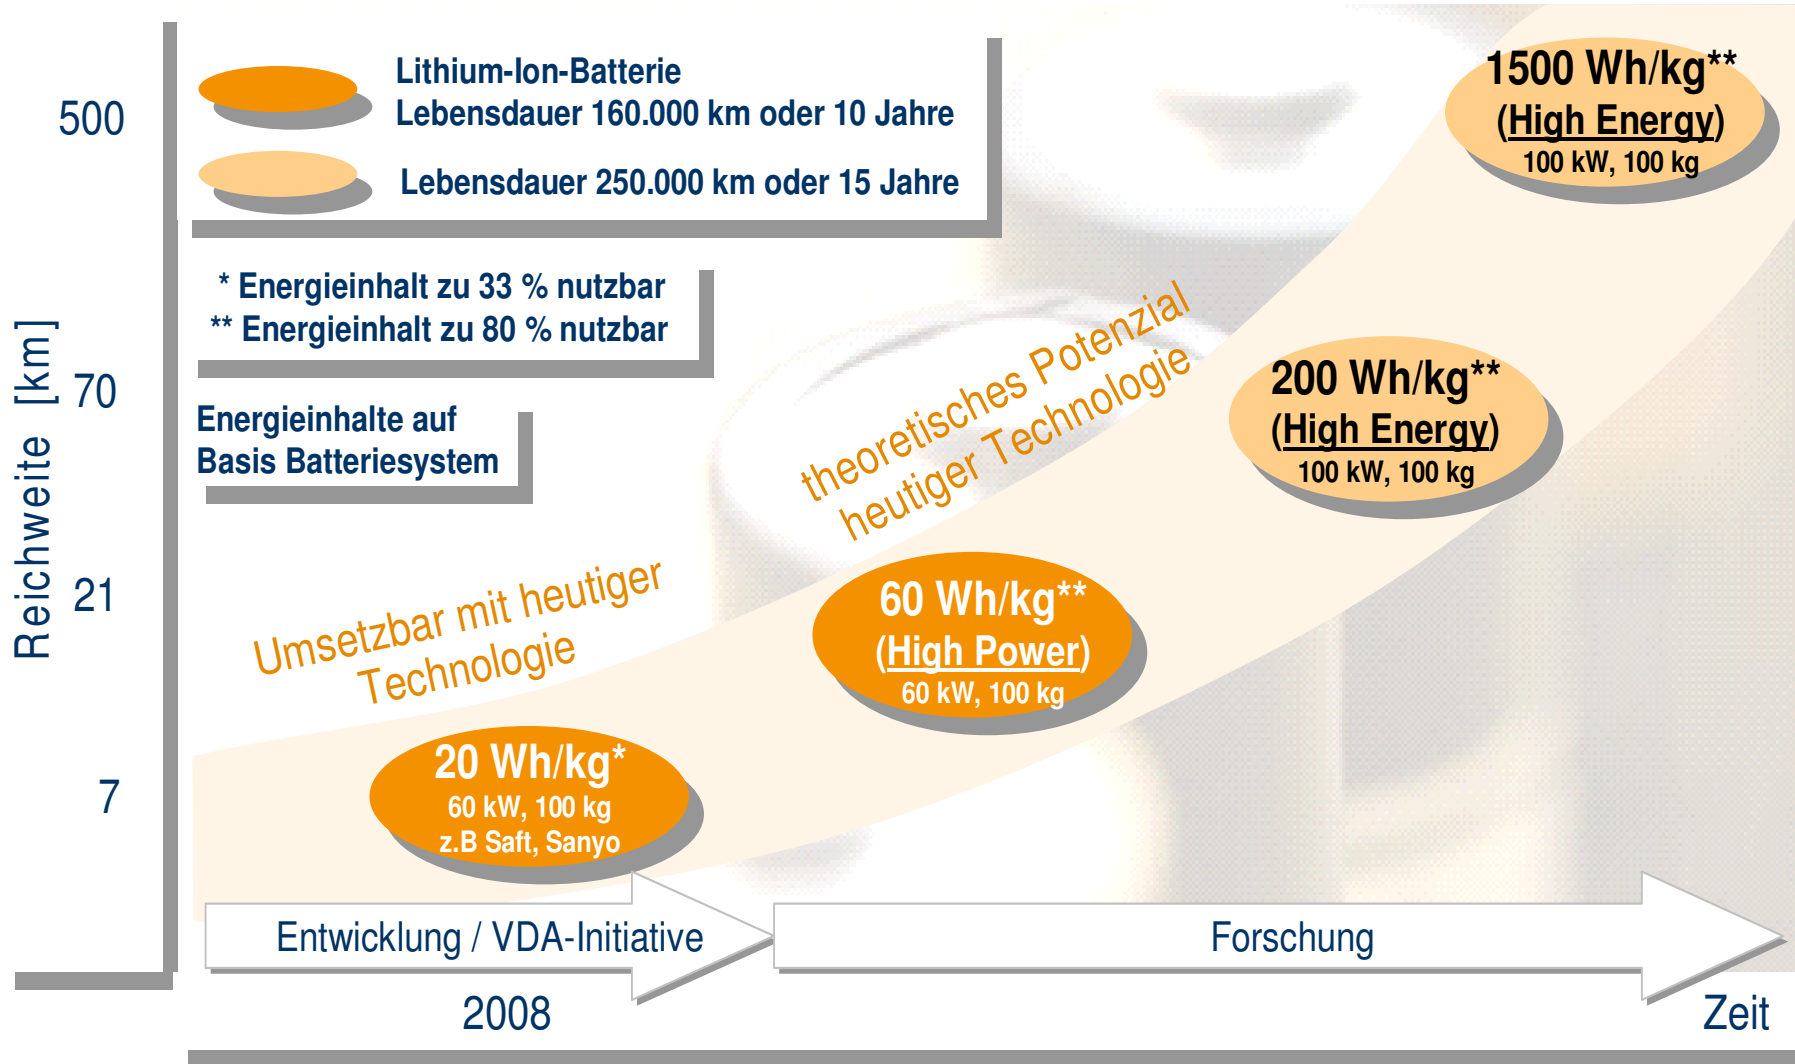 Lithium-Ion-Batterie
Lebensdauer 160.000 km oder 10 Jahre
Lebensdauer 250.000 km oder 15 Jahre
* Energieinhalt zu 33 % nutzbar
** Energieinhalt zu 80 % nutzbar
Energieinhalte auf
Basis Batteriesystem
Reichweite [km]
500
70
21
7
1500 Wh/kg**
(High Energy)
100 kW, 100 kg
theoretisches Potenzial
heutiger Technologie
200 Wh/kg**
(High Energy)
100 kW, 100 kg
Umsetzbar mit heutiger
Technologie
60 Wh/kg**
(High Power)
60 kW, 100 kg
20 Wh/kg*
60 kW, 100 kg
z.B Saft, Sanyo
Entwicklung / VDA-Initiative
Forschung
2008
Zeit